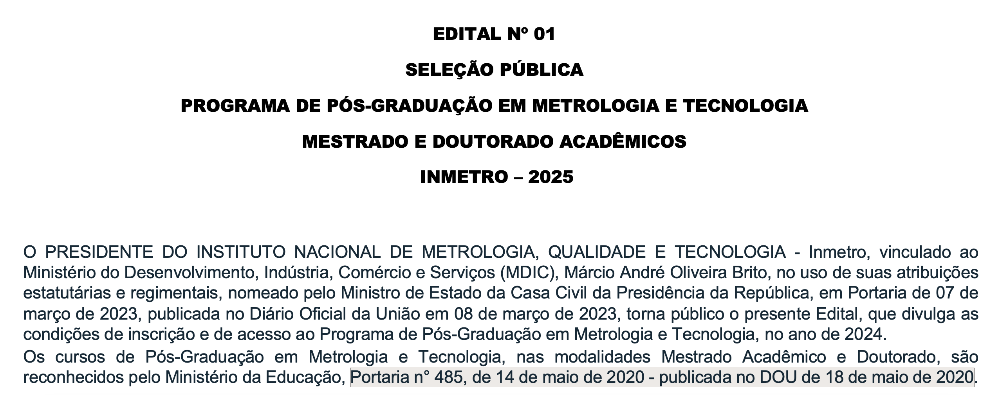 EDITAL Nº 01
SELEÇÃO PÚBLICA
PROGRAMA DE PÓS-GRADUAÇÃO EM METROLOGIA E TECNOLOGIA
MESTRADO E DOUTORADO ACADÊMICOS
INMETRO – 2025
O PRESIDENTE DO INSTITUTO NACIONAL DE METROLOGIA, QUALIDADE E TECNOLOGIA - Inmetro, vinculado ao
Ministério do Desenvolvimento, Indústria, Comércio e Serviços (MDIC), Márcio André Oliveira Brito, no uso de suas atribuições
estatutárias e regimentais, nomeado pelo Ministro de Estado da Casa Civil da Presidência da República, em Portaria de 07 de
março de 2023, publicada no Diário Oficial da União em 08 de março de 2023, torna público o presente Edital, que divulga as
condições de inscrição e de acesso ao Programa de Pós-Graduação em Metrologia e Tecnologia, no ano de 2024.
Os cursos de Pós-Graduação em Metrologia e Tecnologia, nas modalidades Mestrado Acadêmico e Doutorado, são
reconhecidos pelo Ministério da Educação, Portaria n° 485, de 14 de maio de 2020 - publicada no DOU de 18 de maio de 2020.